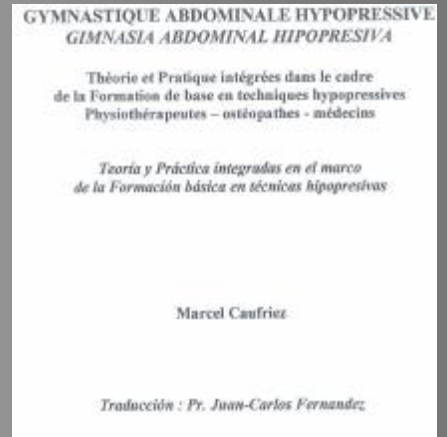 GYMNASTIQUE ABDOMINALE HYPOPRESSIVE
GIMNASIA ABDOMINAL HIPOPRESIVA
Théorie et Pratique intégrées dans le cadre
de la Formation de base en techniques hypopressives
Physiothérapeutes – ostéopathes - médecins
Teoría y Práctica integradas en el marco
de la Formación básica en técnicas hipopresivas
Marcel Caufriez
Traducción : Pr. Juan-Carlos Fernandez